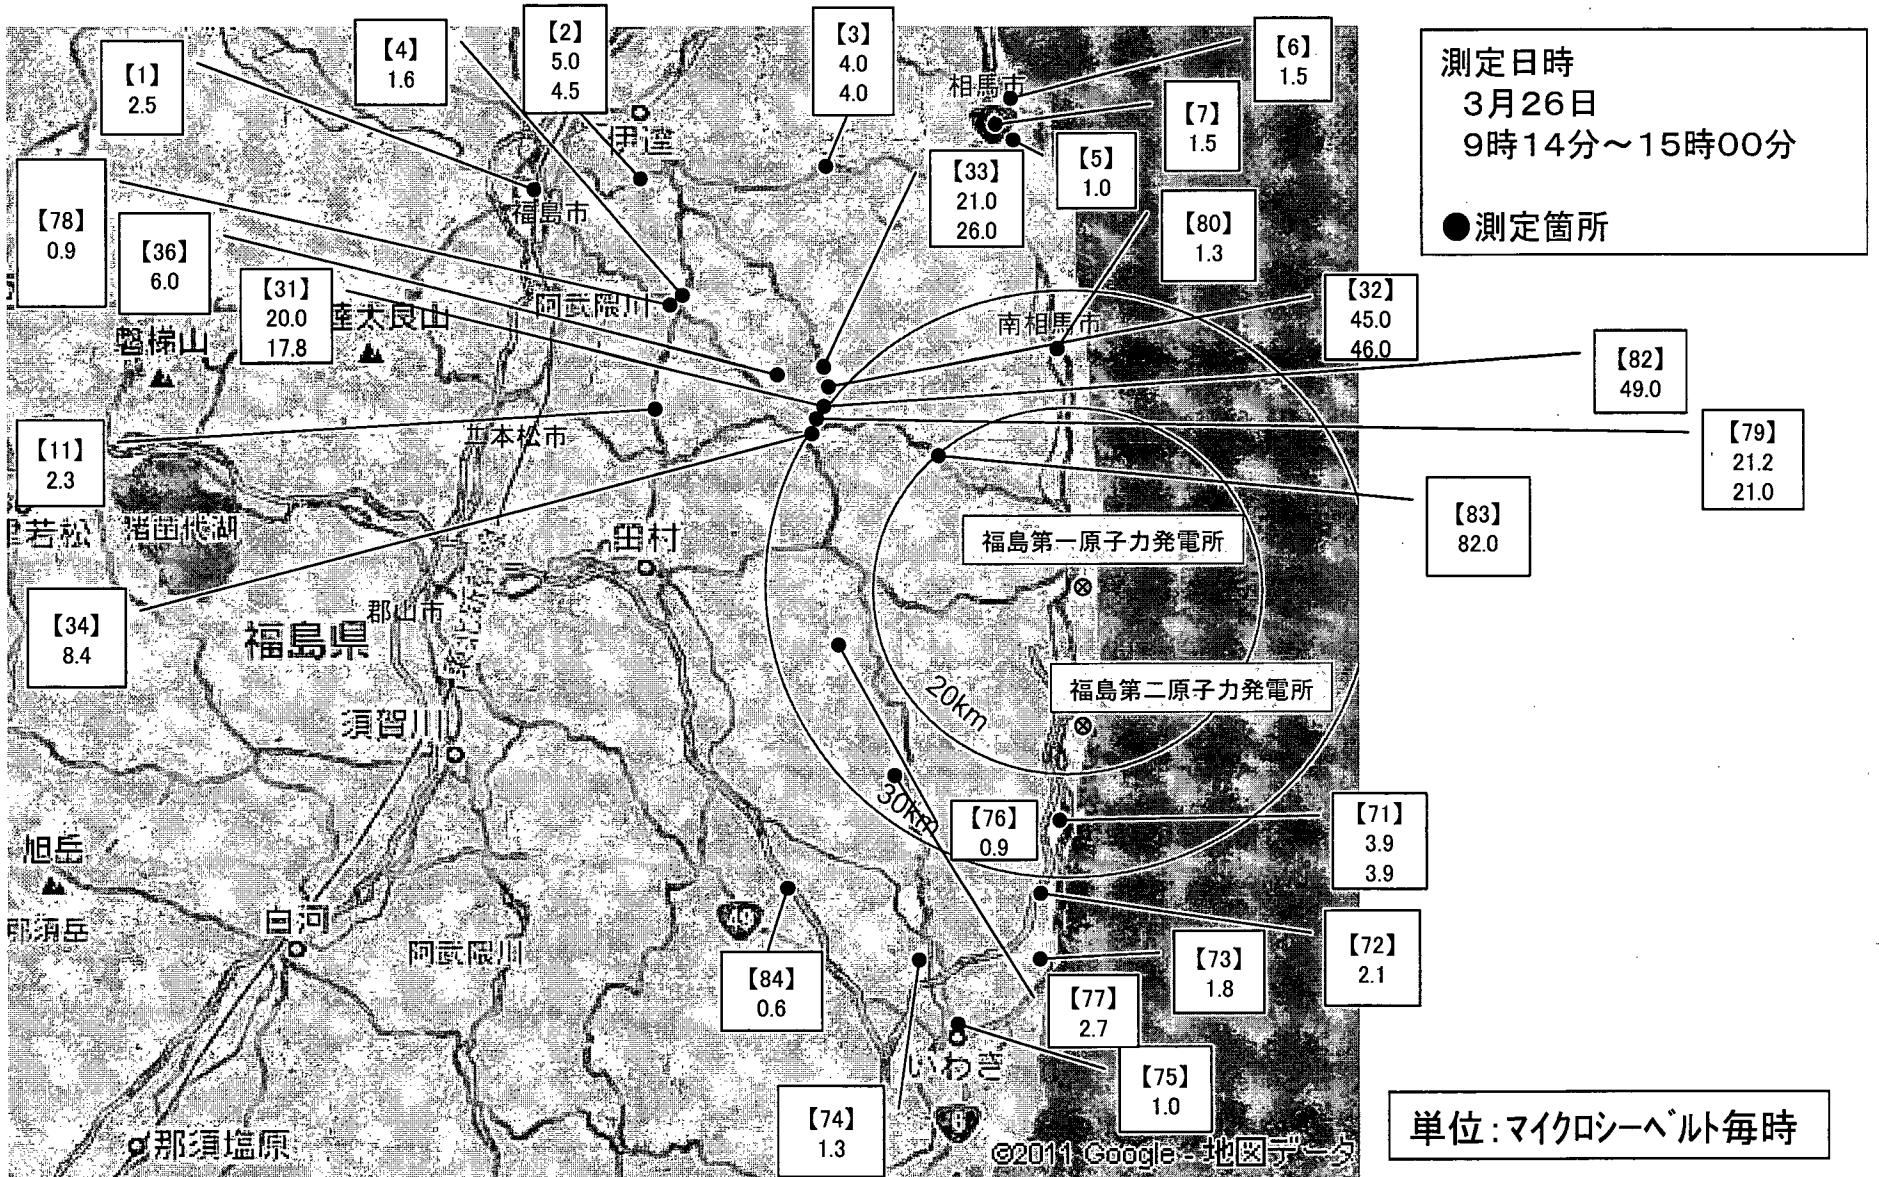 【1】
2.5
【4】
1.6
【2】
5.0
4.5
【3】
4.0
4.0
【6】
1.5
【7】
1.5
【5】
1.0
【33】
21.0
26.0
【80】
1.3
測定日時
3月26日
9時14分～15時00分
●測定箇所
相馬市
伊達
福島市
【78】
0.9
【36】
6.0
【31】
20.0
17.8
阿武隈川
南相馬市
【32】
45.0
46.0
【82】
49.0
【79】
21.2
21.0
【83】
82.0
磐梯山
達太良山
二本松市
【11】
2.3
若松
猪苗代湖
田村
福島第一原子力発電所
【34】
8.4
郡山市
福島県
福島第二原子力発電所
20km
須賀川
30km
【76】
0.9
【71】
3.9
3.9
旭岳
那須岳
白河
阿武隈川
49
【84】
0.6
【73】
1.8
【72】
2.1
【77】
2.7
いわき
【75】
1.0
【74】
1.3
6
那須塩原
©2011 Google - 地図データ
単位：マイクロシーベルト毎時